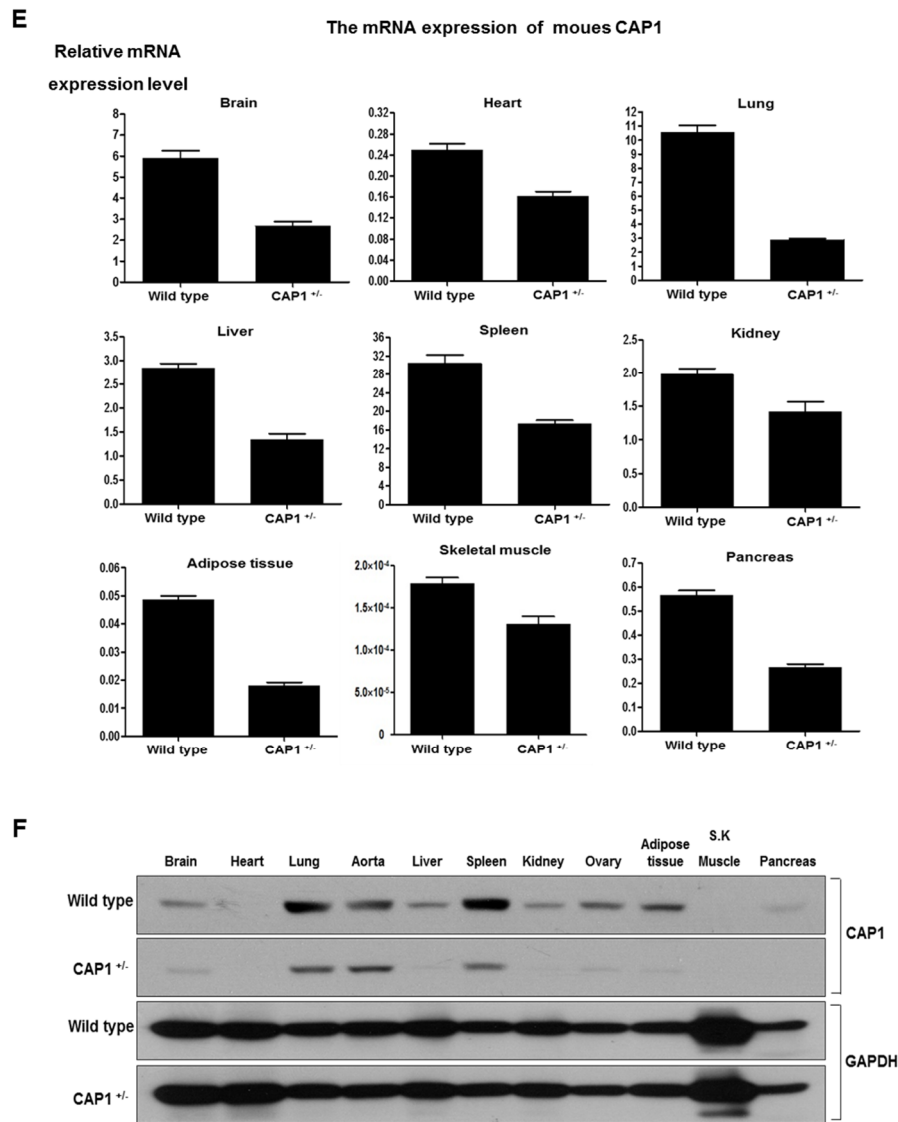 E
The mRNA expression of moues CAP1
Relative mRNA
expression level
Brain
8
7
6
5
4
3
2
1
0
Wild type CAP1 +/-
Heart
0.32
0.28
0.24
0.20
0.16
0.12
0.08
0.04
0.00
Wild type CAP1 +/-
Lung
12
11
10
9
8
7
6
5
4
3
2
1
0
Wild type CAP1 +/-
Liver
3.5
3.0
2.5
2.0
1.5
1.0
0.5
0.0
Wild type CAP1 +/-
Spleen
36
32
28
24
20
16
12
8
4
0
Wild type CAP1 +/-
Kidney
2.5
2.0
1.5
1.0
0.5
0.0
Wild type CAP1 +/-
Adipose tissue
0.06
0.05
0.04
0.03
0.02
0.01
0.00
Wild type CAP1 +/-
Skeletal muscle
2.0×10-4
1.5×10-4
1.0×10-4
5.0×10-5
0
Wild type CAP1 +/-
Pancreas
0.7
0.6
0.5
0.4
0.3
0.2
0.1
0.0
Wild type CAP1 +/-
F
Brain Heart Lung Aorta Liver Spleen Kidney Ovary Adipose tissue S.K Muscle Pancreas
Wild type
CAP1 +/-
CAP1
Wild type
CAP1 +/-
GAPDH